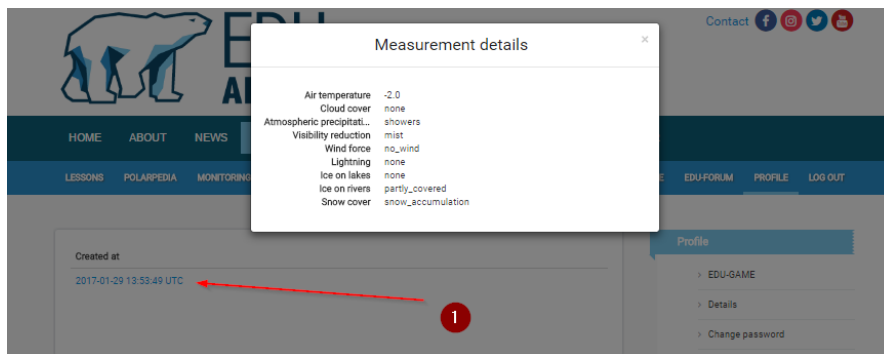 Contact
EDU
Measurement details
×
Air temperature -2.0
Cloud cover none
Atmospheric precipitati... showers
Visibility reduction mist
Wind force no_wind
Lightning none
Ice on lakes none
Ice on rivers partly_covered
Snow cover snow_accumulation
HOME ABOUT NEWS
LESSONS POLARPEDIA MONITORING EDU-FORUM PROFILE LOG OUT
Created at
2017-01-29 13:53:49 UTC
1
Profile
> EDU-GAME
> Details
> Change password